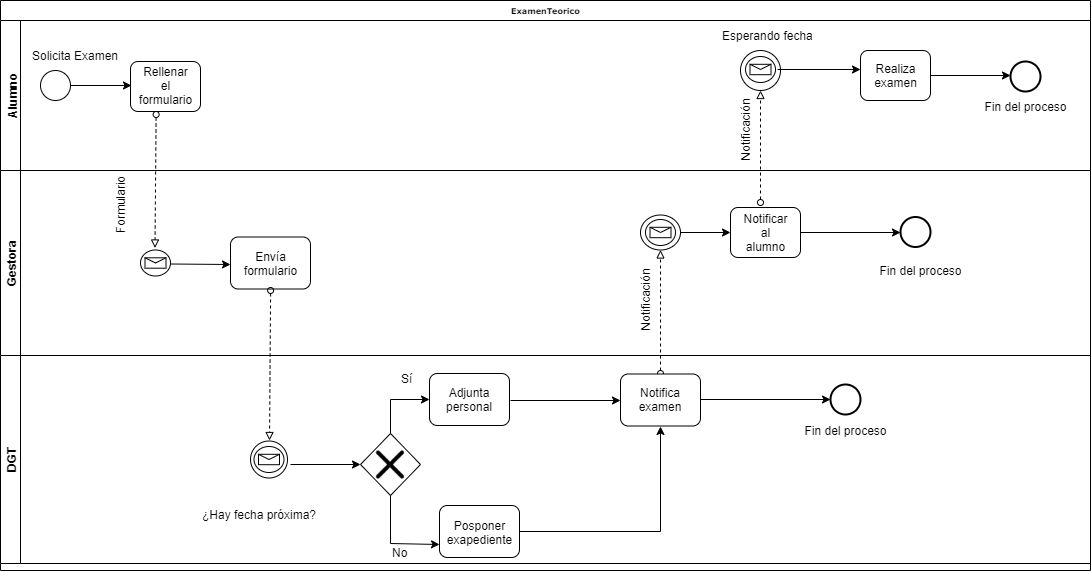 ExamenTeorico
Alumno
Solicita Examen
Rellenar
el
formulario
Esperando fecha
Realiza
examen
Fin del proceso
Notificación
Formulario
Gestora
Envía
formulario
Notificar
al
alumno
Fin del proceso
Notificación
DGT
¿Hay fecha próxima?
Sí
Adjunta
personal
No
Posponer
exapediente
Notifica
examen
Fin del proceso